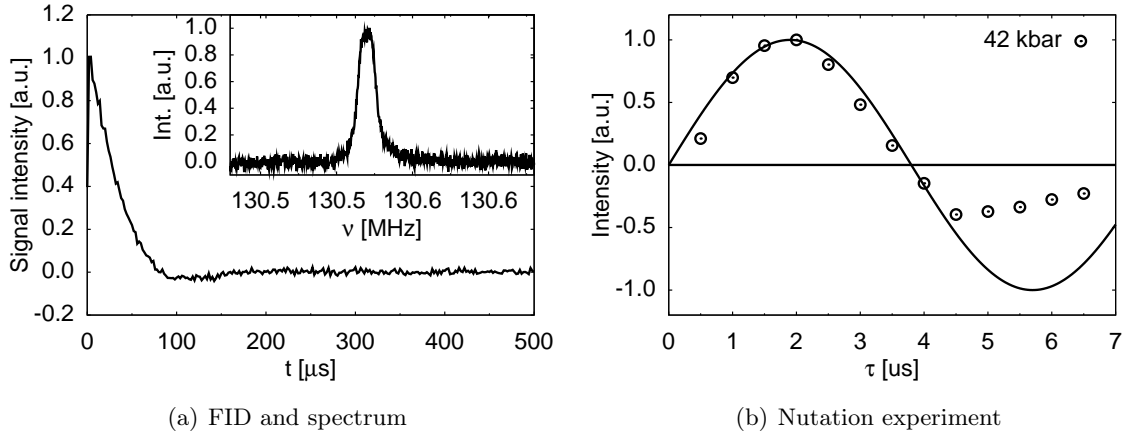 1.2
1.0
0.8
0.6
0.4
0.2
0.0
-0.2
Signal intensity [a.u.]
0 100 200 300 400 500
t [μs]
1.0
0.8
0.6
0.4
0.2
0.0
Int. [a.u.]
130.5 130.5 130.6 130.6
ν [MHz]
(a) FID and spectrum
1.0
0.5
0.0
-0.5
-1.0
Intensity [a.u.]
42 kbar
0 1 2 3 4 5 6 7
τ [us]
(b) Nutation experiment